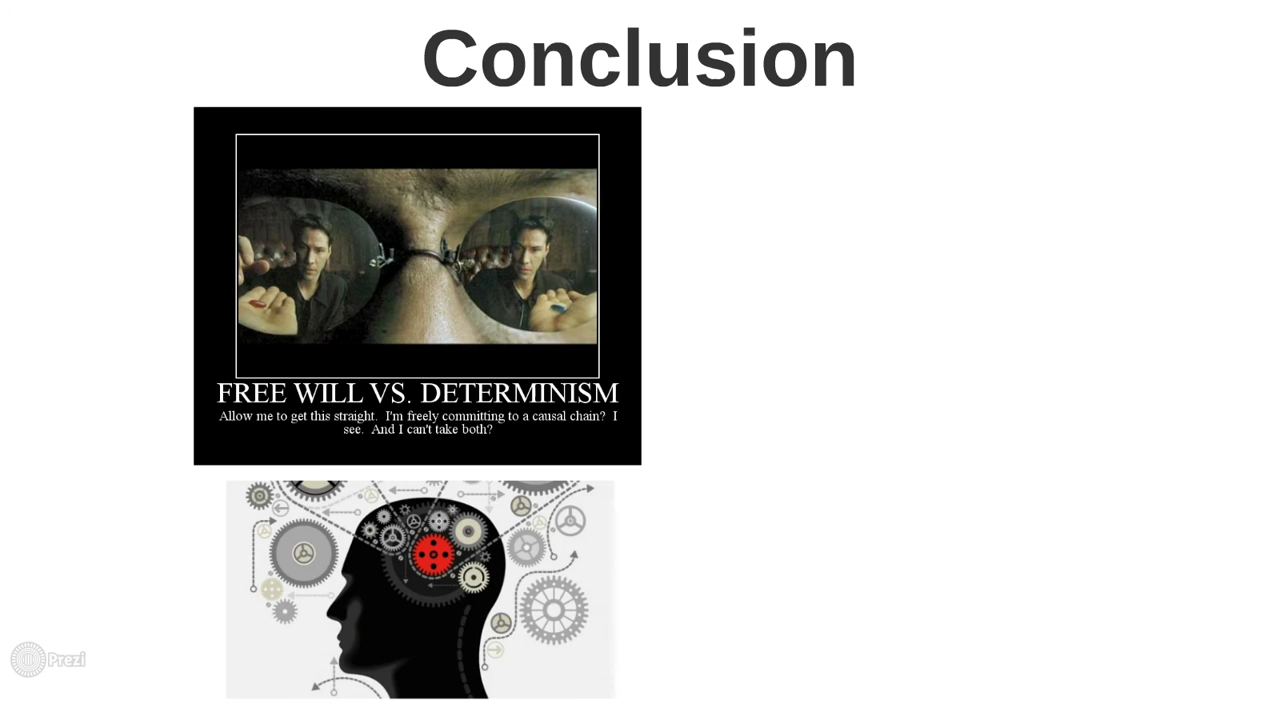 Conclusion
FREE WILL VS. DETERMINISM
Allow me to get this straight.  I'm freely committing to a causal chain?  I
see.  And I can't take both?
Prezi